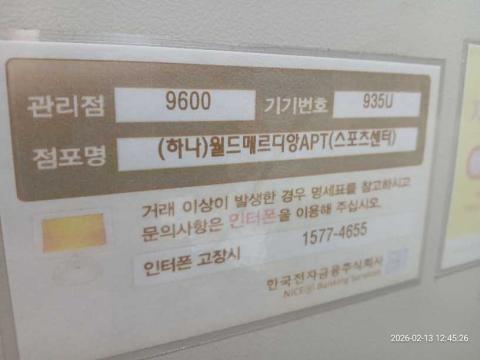 관리점 9600 기기번호 935U
점포명 (하나)월드메르디앙APT(스포츠센터)
거래 이상이 발생한 경우 명세표를 참고하시고
문의사항은 인터폰을 이용해 주십시오.
인터폰 고장시 1577-4655
한국전자금융주식회사
NICE Banking Services
2026-02-13 12:45:26